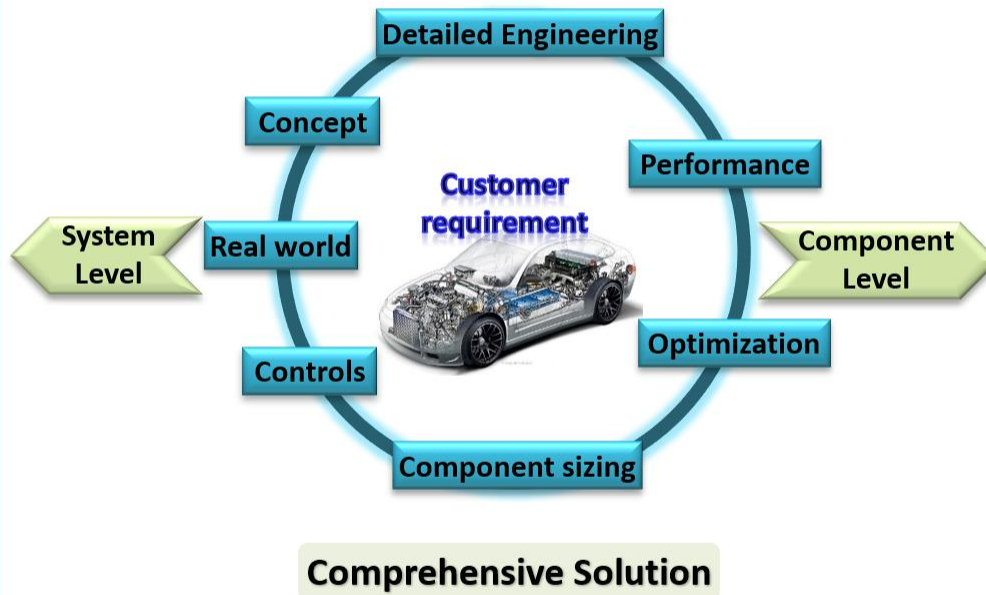 Detailed Engineering
Concept
Performance
Customer
requirement
System
Level
Real world
Component
Level
Optimization
Controls
Component sizing
Comprehensive Solution